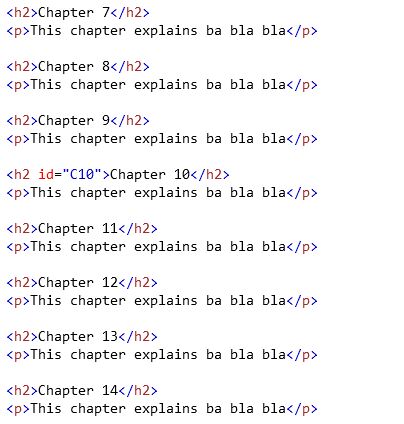 <h2>Chapter 7</h2>
<p>This chapter explains ba bla bla</p>
<h2>Chapter 8</h2>
<p>This chapter explains ba bla bla</p>
<h2>Chapter 9</h2>
<p>This chapter explains ba bla bla</p>
<h2 id="C10">Chapter 10</h2>
<p>This chapter explains ba bla bla</p>
<h2>Chapter 11</h2>
<p>This chapter explains ba bla bla</p>
<h2>Chapter 12</h2>
<p>This chapter explains ba bla bla</p>
<h2>Chapter 13</h2>
<p>This chapter explains ba bla bla</p>
<h2>Chapter 14</h2>
<p>This chapter explains ba bla bla</p>